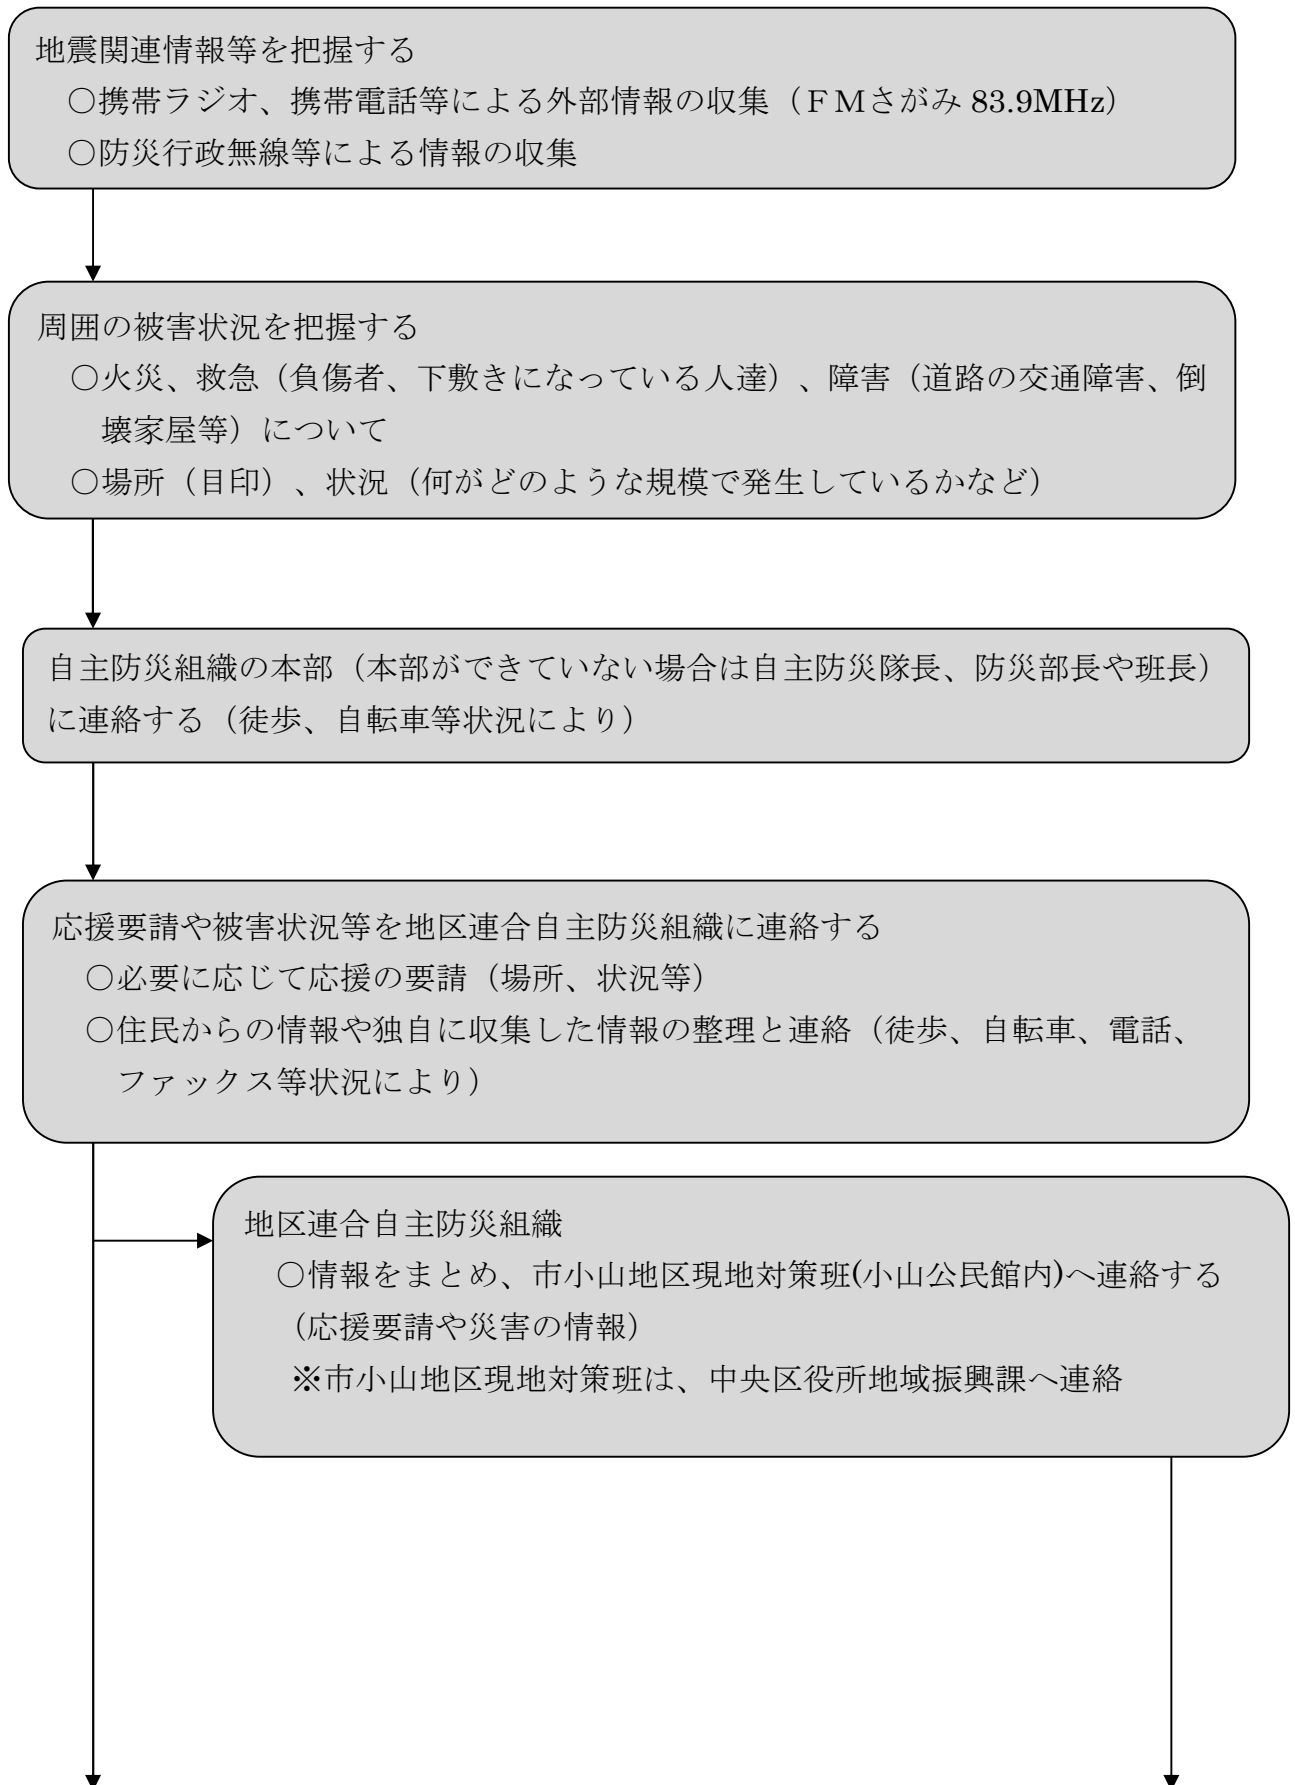 地震関連情報等を把握する
○携帯ラジオ、携帯電話等による外部情報の収集（ＦＭさがみ 83.9MHz）
○防災行政無線等による情報の収集
周囲の被害状況を把握する
○火災、救急（負傷者、下敷きになっている人達）、障害（道路の交通障害、倒
壊家屋等）について
○場所（目印）、状況（何がどのような規模で発生しているかなど）
自主防災組織の本部（本部ができていない場合は自主防災隊長、防災部長や班長）
に連絡する（徒歩、自転車等状況により）
応援要請や被害状況等を地区連合自主防災組織に連絡する
○必要に応じて応援の要請（場所、状況等）
○住民からの情報や独自に収集した情報の整理と連絡（徒歩、自転車、電話、
ファックス等状況により）
地区連合自主防災組織
○情報をまとめ、市小山地区現地対策班(小山公民館内)へ連絡する
（応援要請や災害の情報）
※市小山地区現地対策班は、中央区役所地域振興課へ連絡